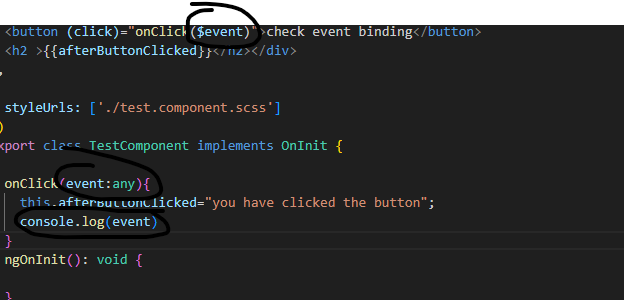 <button (click)="onClick($event)">check event binding</button>
<h2 >{{afterButtonClicked}}</h2></div>
,
styleUrls: ['./test.component.scss']
)
xport class TestComponent implements OnInit {
onClick(event:any){
this.afterButtonClicked="you have clicked the button";
console.log(event)
}
ngOnInit(): void {
}